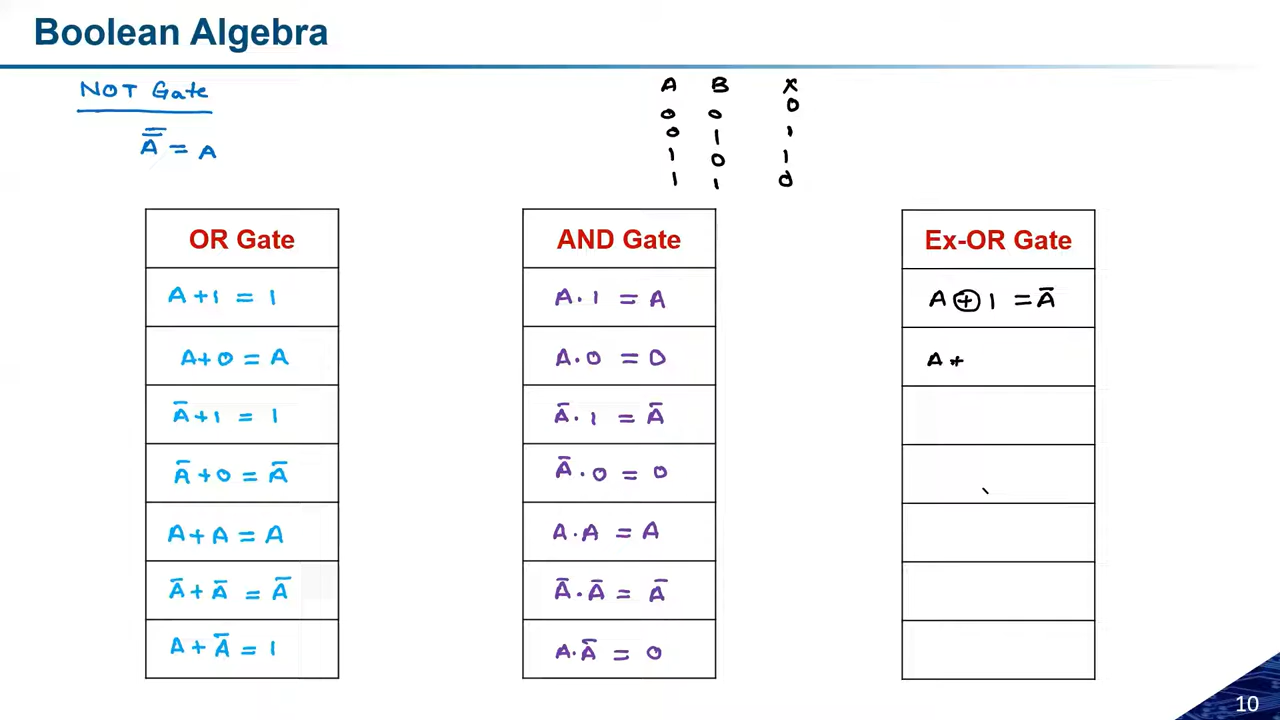 Boolean Algebra
NOT Gate
A̿ = A
A B X
0 0 0
0 1 1
1 0 1
1 1 0
OR Gate
A + 1 = 1
A + 0 = A
Ā + 1 = 1
Ā + 0 = Ā
A + A = A
Ā + Ā = Ā
A + Ā = 1
AND Gate
A . 1 = A
A . 0 = 0
Ā . 1 = Ā
Ā . 0 = 0
A . A = A
Ā . Ā = Ā
A . Ā = 0
Ex-OR Gate
A ⊕ 1 = Ā
A +
10